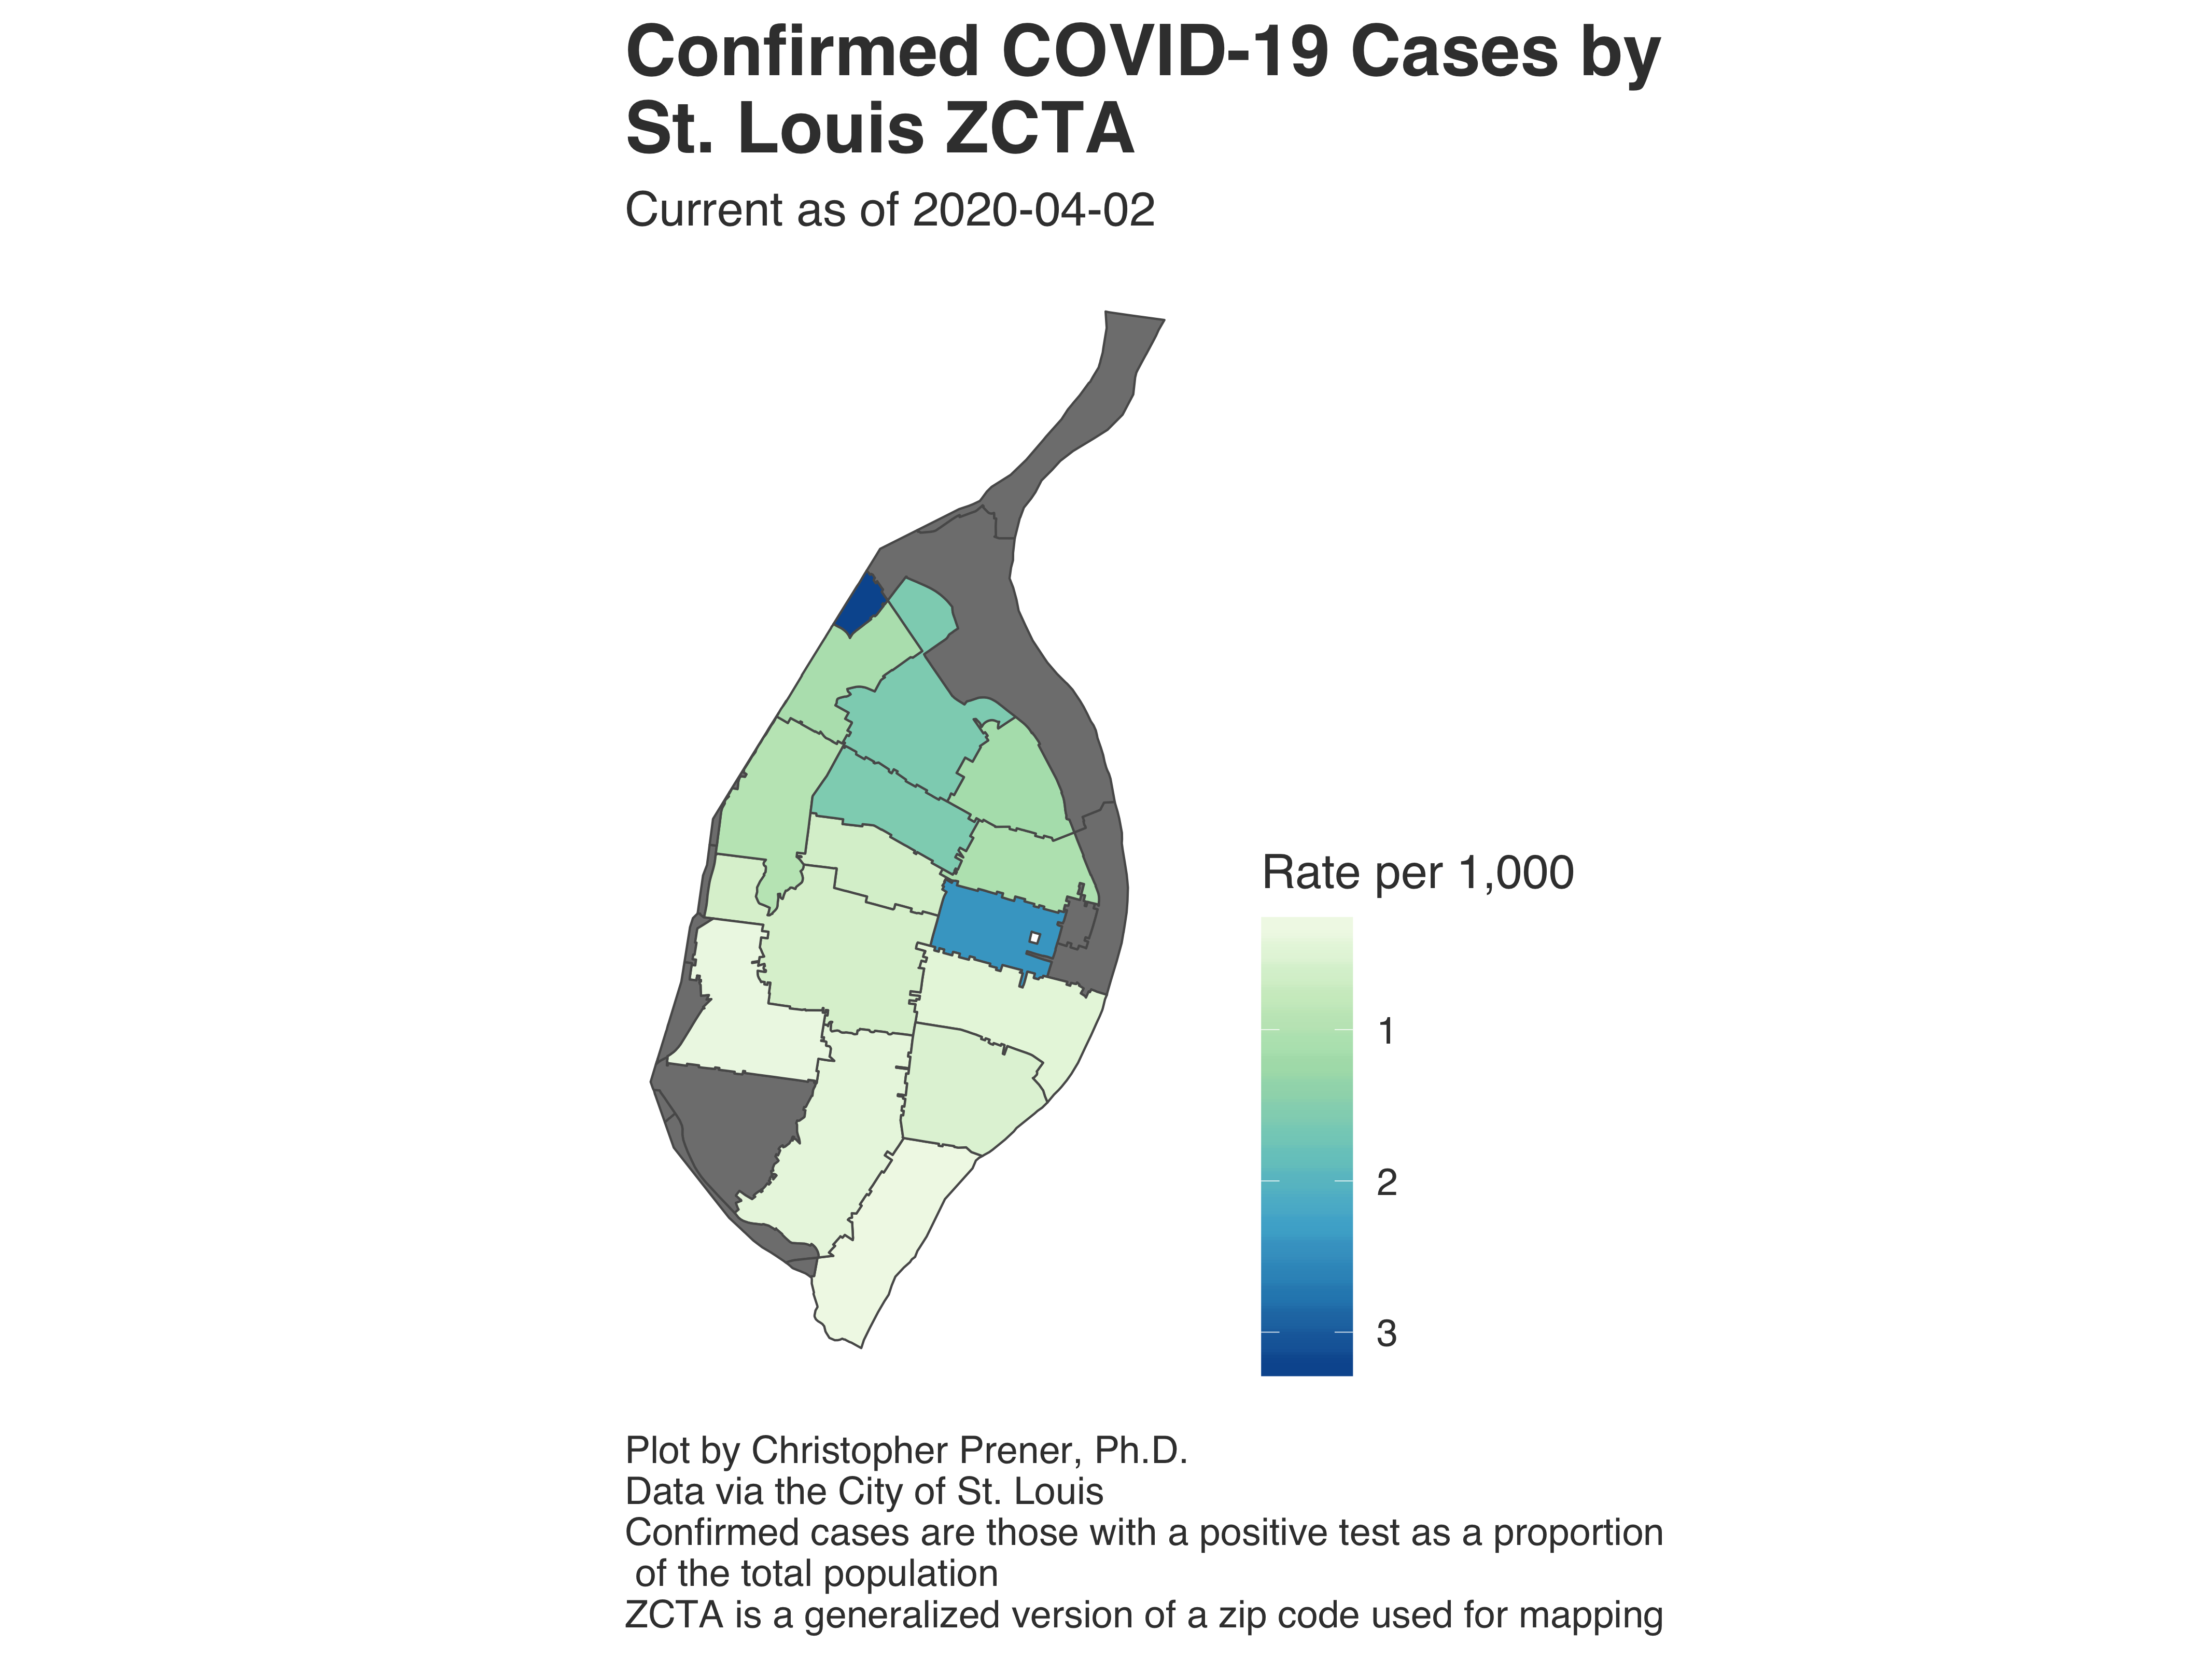 Confirmed COVID-19 Cases by
St. Louis ZCTA
Current as of 2020-04-02
Rate per 1,000
1
2
3
Plot by Christopher Prener, Ph.D.
Data via the City of St. Louis
Confirmed cases are those with a positive test as a proportion
of the total population
ZCTA is a generalized version of a zip code used for mapping